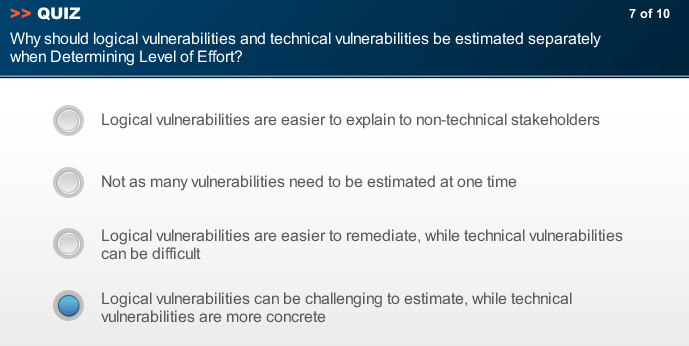 >> QUIZ
7 of 10
Why should logical vulnerabilities and technical vulnerabilities be estimated separately
when Determining Level of Effort?
Logical vulnerabilities are easier to explain to non-technical stakeholders
Not as many vulnerabilities need to be estimated at one time
Logical vulnerabilities are easier to remediate, while technical vulnerabilities
can be difficult
Logical vulnerabilities can be challenging to estimate, while technical
vulnerabilities are more concrete